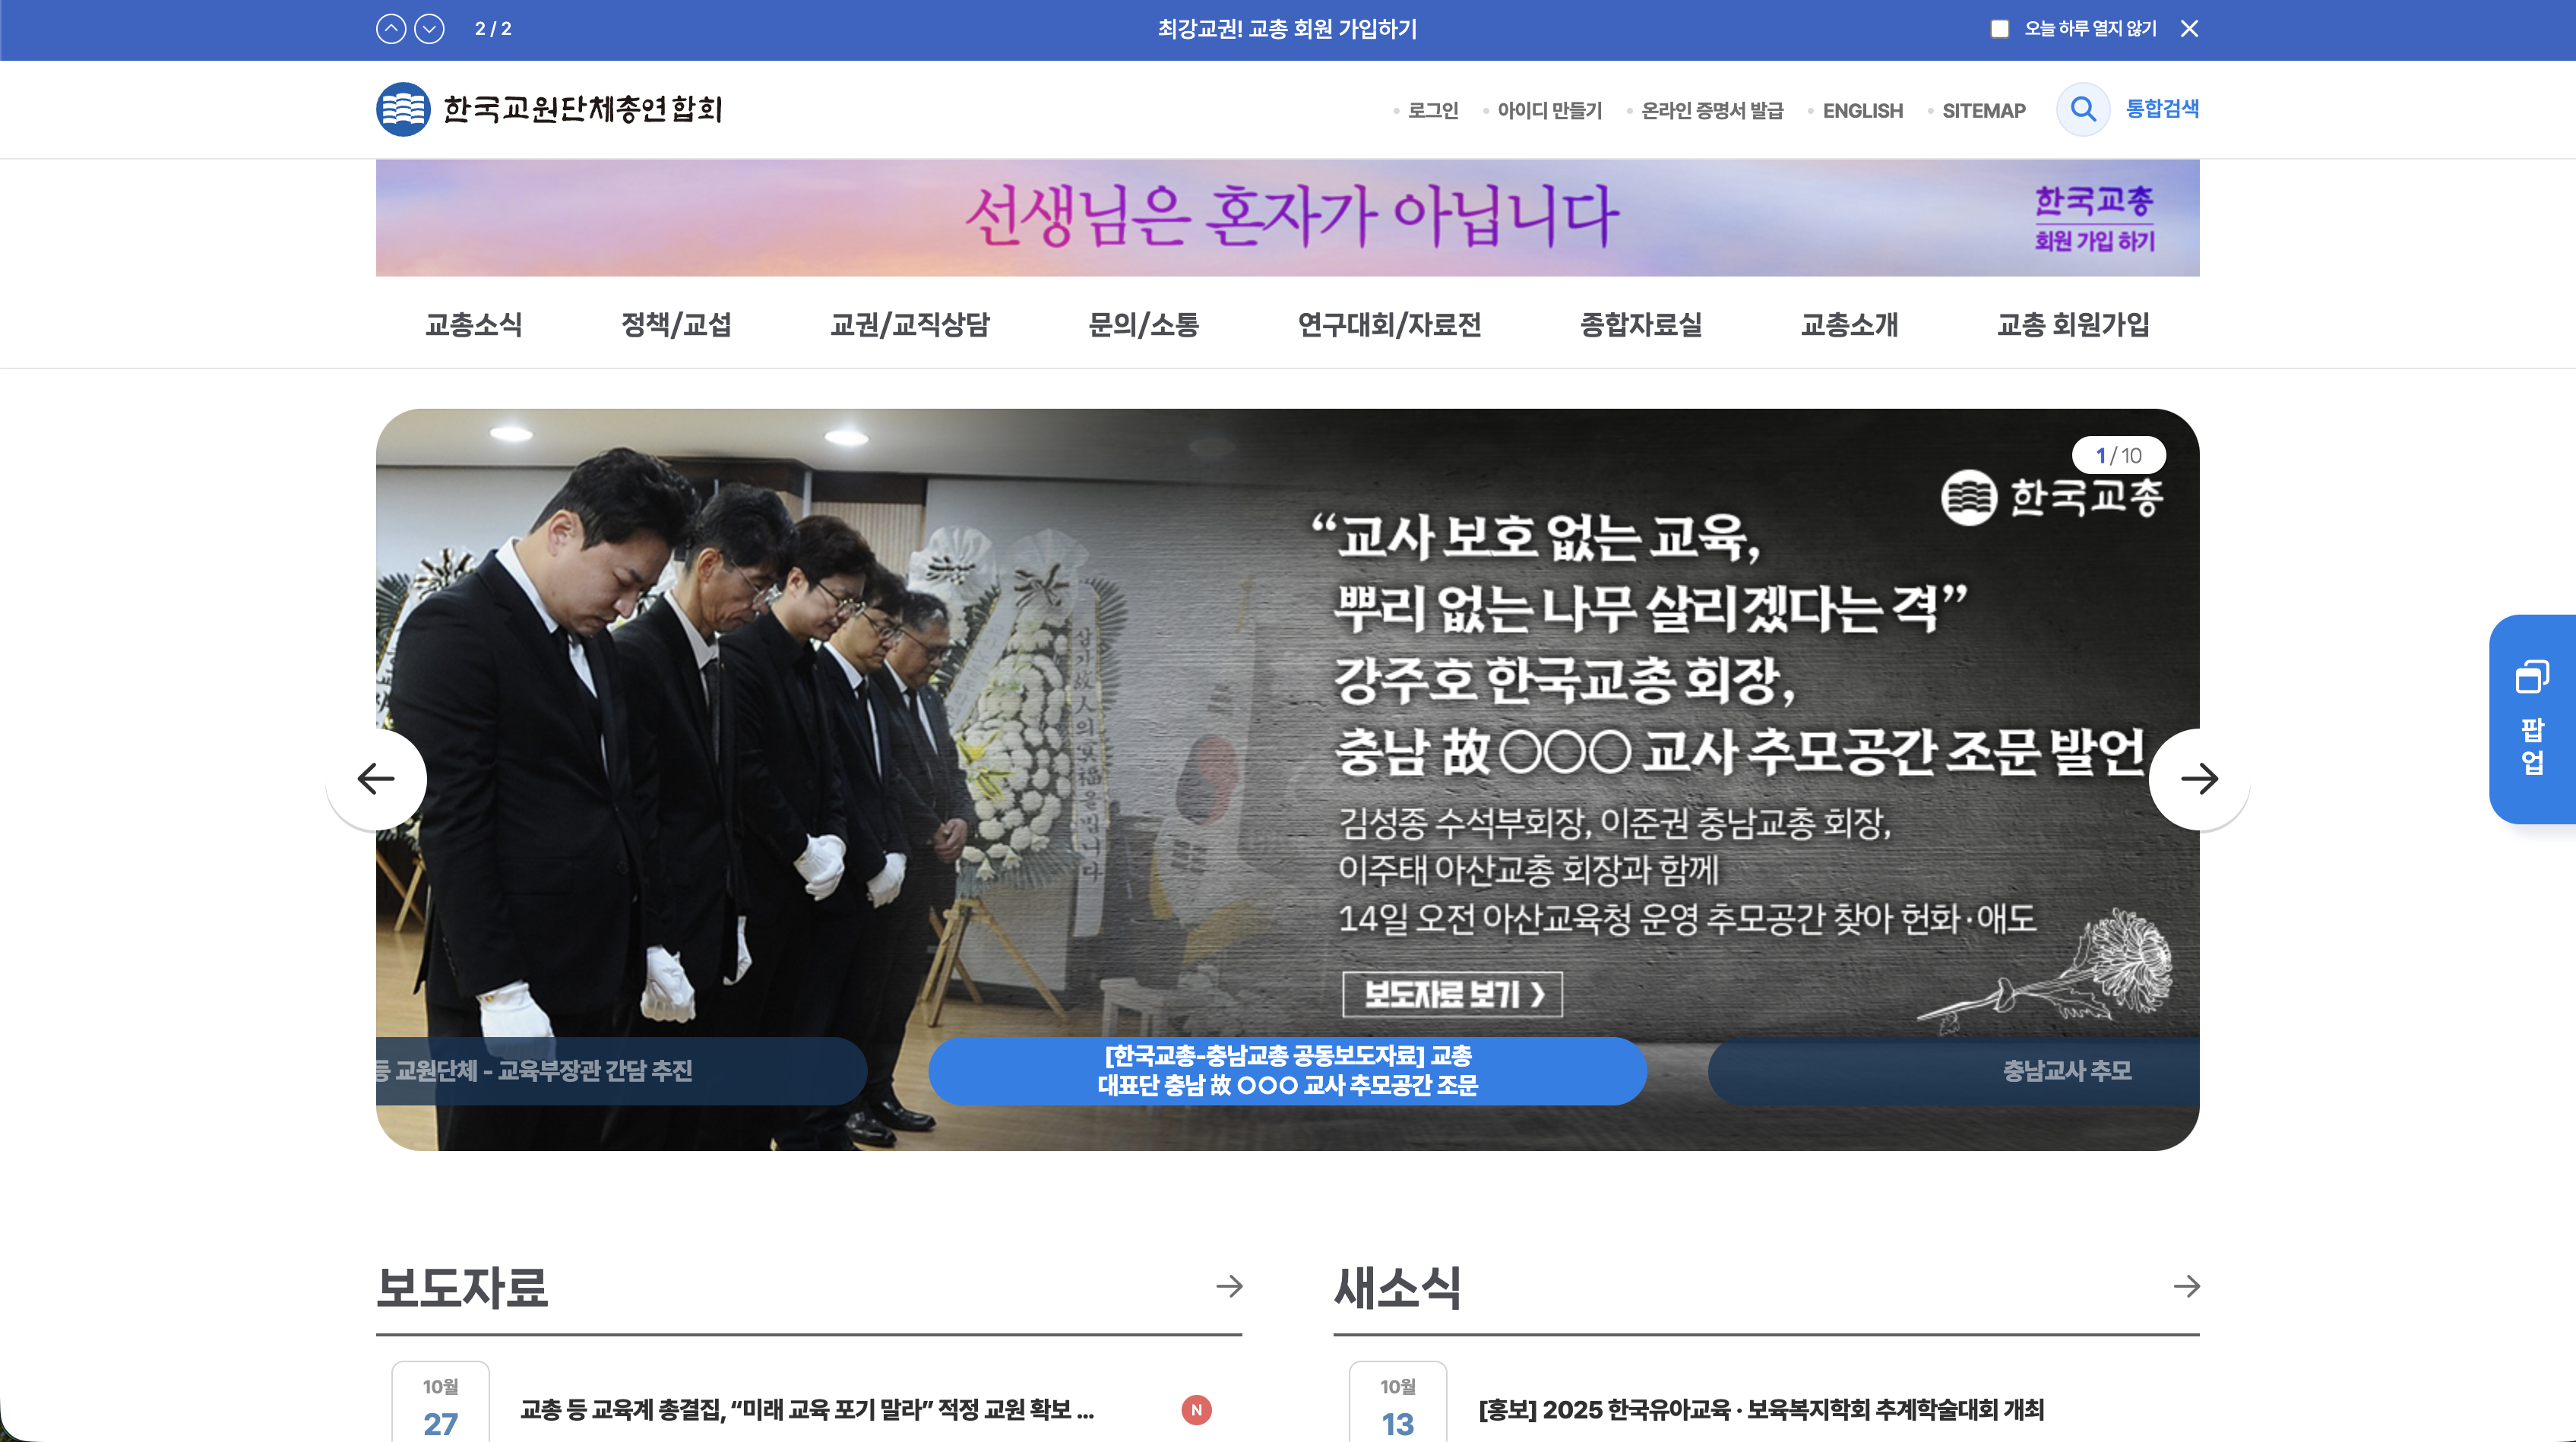 2 / 2
최강교권! 교총 회원 가입하기
오늘 하루 열지 않기
한국교원단체총연합회
로그인
아이디 만들기
온라인 증명서 발급
ENGLISH
SITEMAP
통합검색
선생님은 혼자가 아닙니다
한국교총
회원 가입 하기
교총소식
정책/교섭
교권/교직상담
문의/소통
연구대회/자료전
종합자료실
교총소개
교총 회원가입
1 / 10
한국교총
“교사 보호 없는 교육,
뿌리 없는 나무 살리겠다는 격”
강주호 한국교총 회장,
충남 故 ○○○ 교사 추모공간 조문 발언
김성종 수석부회장, 이준권 충남교총 회장,
이주태 아산교총 회장과 함께
14일 오전 아산교육청 운영 추모공간 찾아 헌화·애도
보도자료 보기 ❯
등 교원단체 - 교육부장관 간담 추진
[한국교총-충남교총 공동보도자료] 교총
대표단 충남 故 ○○○ 교사 추모공간 조문
충남교사 추모
팝업
보도자료
10월
27
교총 등 교육계 총결집, “미래 교육 포기 말라” 적정 교원 확보 ...
N
새소식
10월
13
[홍보] 2025 한국유아교육 · 보육복지학회 추계학술대회 개최